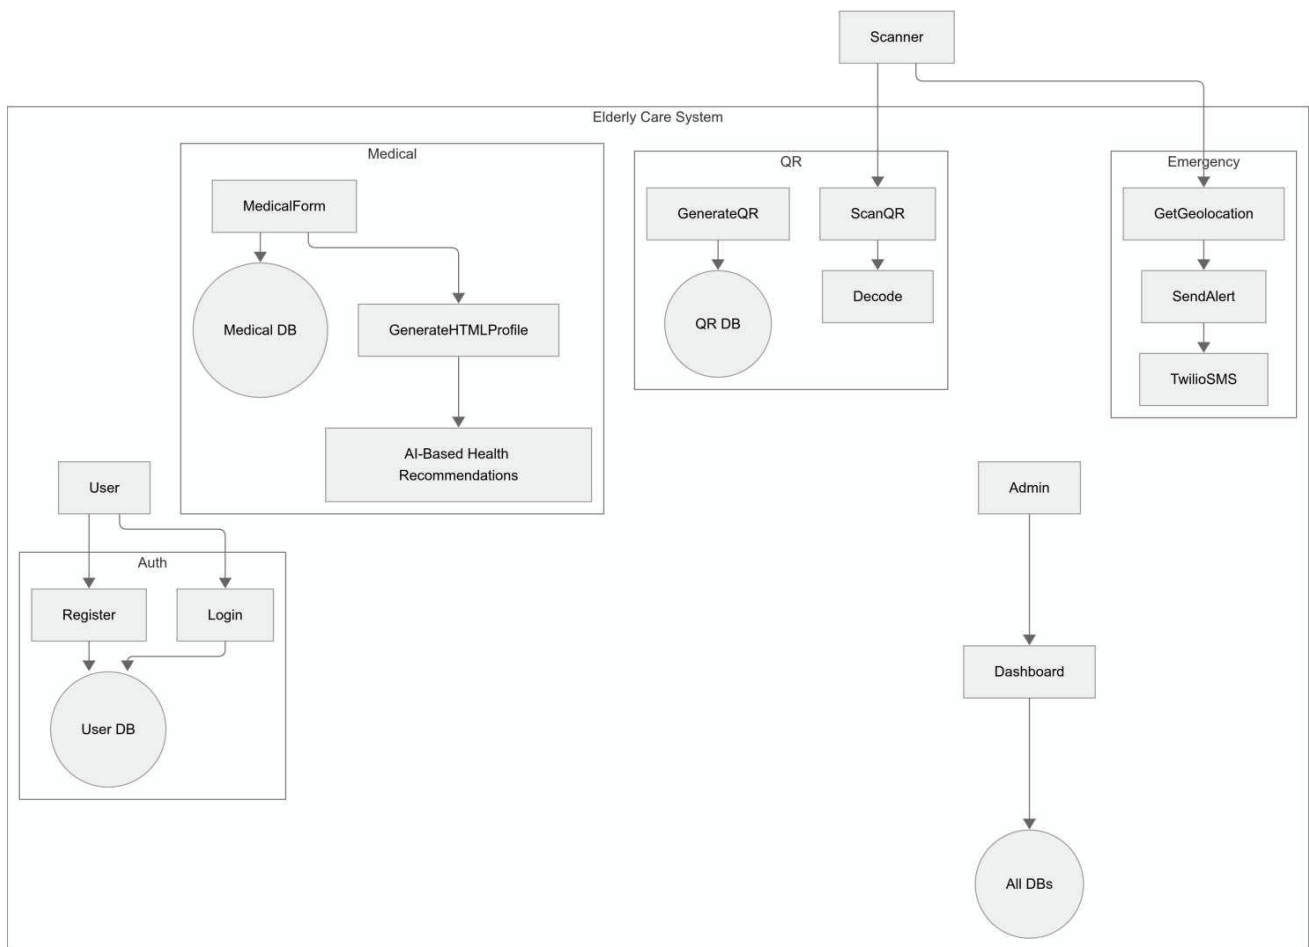 Scanner
Elderly Care System
Medical
MedicalForm
Medical DB
GenerateHTMLProfile
AI-Based Health
Recommendations
QR
GenerateQR
ScanQR
QR DB
Decode
Emergency
GetGeolocation
SendAlert
TwilioSMS
User
Auth
Register
Login
User DB
Admin
Dashboard
All DBs